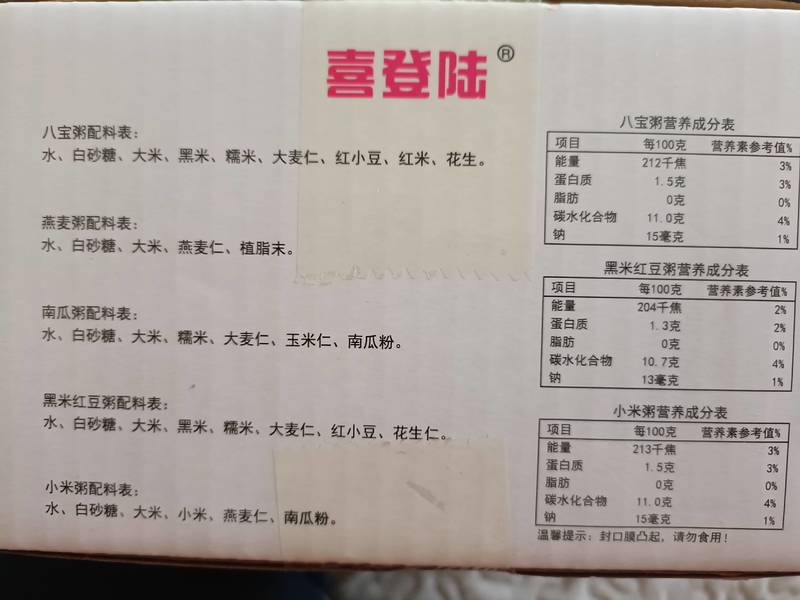 喜登陆®
八宝粥配料表：
水、白砂糖、大米、黑米、糯米、大麦仁、红小豆、红米、花生。
燕麦粥配料表：
水、白砂糖、大米、燕麦仁、植脂末。
南瓜粥配料表：
水、白砂糖、大米、糯米、大麦仁、玉米仁、南瓜粉。
黑米红豆粥配料表：
水、白砂糖、大米、黑米、糯米、大麦仁、红小豆、花生仁。
小米粥配料表：
水、白砂糖、大米、小米、燕麦仁、南瓜粉。
八宝粥营养成分表
项目 每100克 营养素参考值%
能量 212千焦 3%
蛋白质 1.5克 3%
脂肪 0克 0%
碳水化合物 11.0克 4%
钠 15毫克 1%
黑米红豆粥营养成分表
项目 每100克 营养素参考值%
能量 204千焦 2%
蛋白质 1.3克 2%
脂肪 0克 0%
碳水化合物 10.7克 4%
钠 13毫克 1%
小米粥营养成分表
项目 每100克 营养素参考值%
能量 213千焦 3%
蛋白质 1.5克 3%
脂肪 0克 0%
碳水化合物 11.0克 4%
钠 15毫克 1%
温馨提示：封口膜凸起，请勿食用！